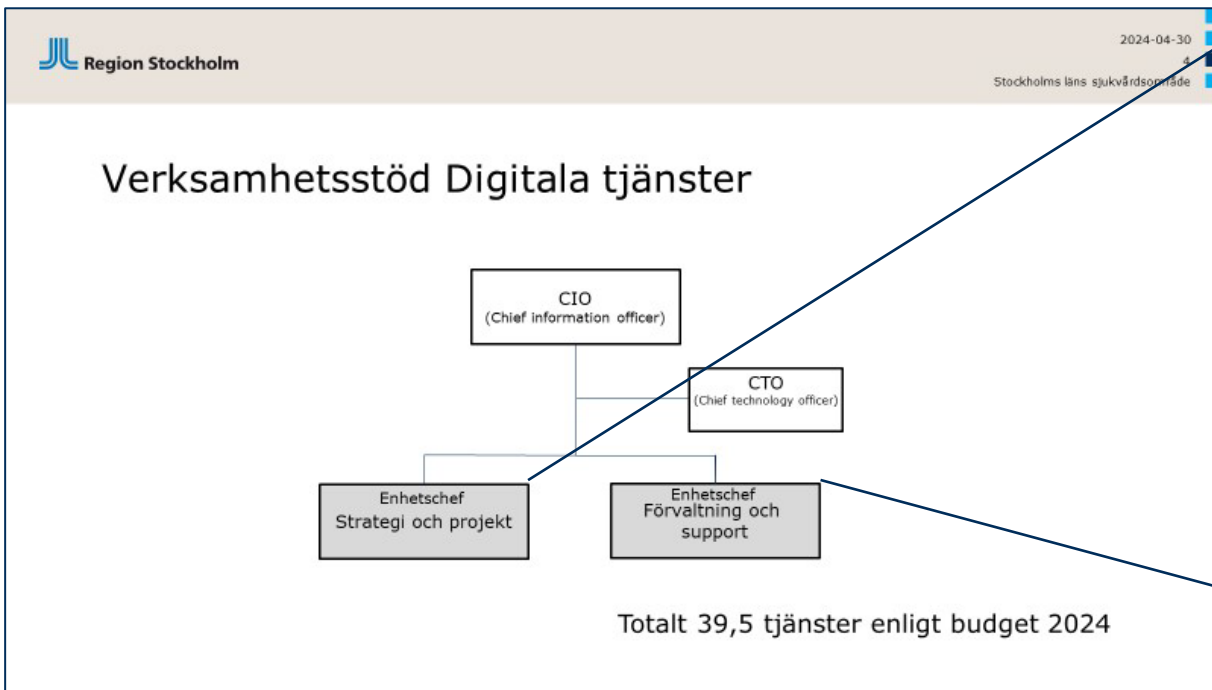 Region Stockholm
2024-04-30
4
Stockholms läns sjukvårdsområde
Verksamhetsstöd Digitala tjänster
CIO
(Chief information officer)
CTO
(Chief technology officer)
Enhetschef
Strategi och projekt
Enhetschef
Förvaltning och
support
Totalt 39,5 tjänster enligt budget 2024